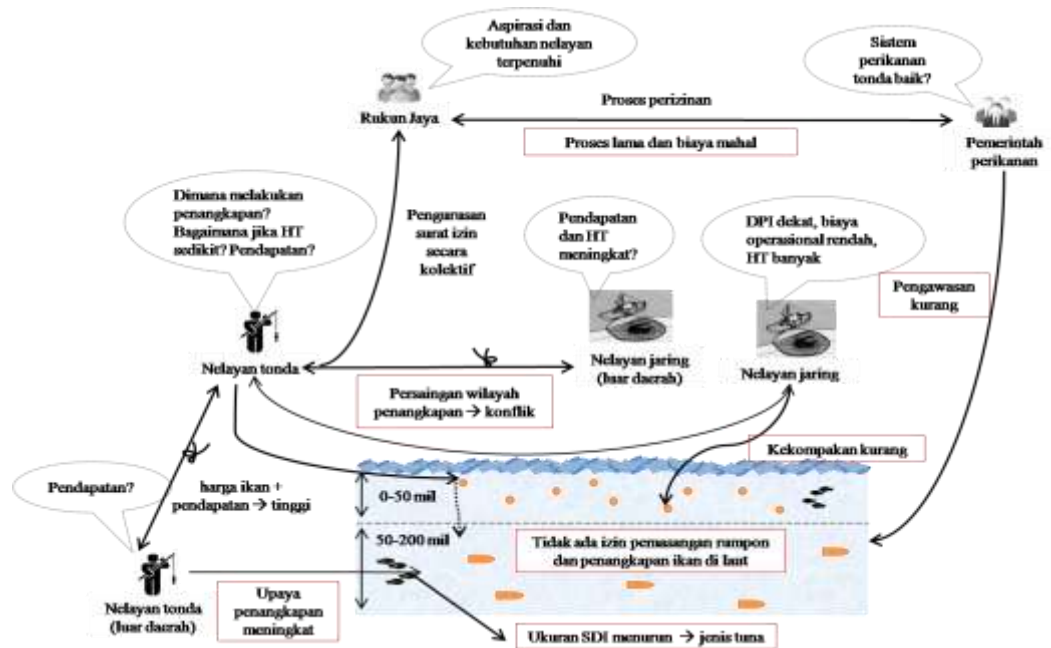 Aspirasi dan
kebutuhan nelayan
terpenuhi
Sistem
perikanan
tonda baik?
Rukun Jaya
Proses perizinan
Proses lama dan biaya mahal
Pemerintah
perikanan
Dimana melakukan
penangkapan?
Bagaimana jika HT
sedikit? Pendapatan?
Pengurusan
surat izin
secara
kolektif
Pendapatan
dan HT
meningkat?
DPI dekat, biaya
operasional rendah,
HT banyak
Pengawasan
kurang
Nelayan tonda
Nelayan jaring
(luar daerah)
Nelayan jaring
Persaingan wilayah
penangkapan → konflik
Kekompakan kurang
Pendapatan?
harga ikan +
pendapatan → tinggi
0-50 mil
50-200 mil
Tidak ada izin pemasangan rumpon
dan penangkapan ikan di laut
Nelayan tonda
(luar daerah)
Upaya
penangkapan
meningkat
Ukuran SDI menurun → jenis tuna